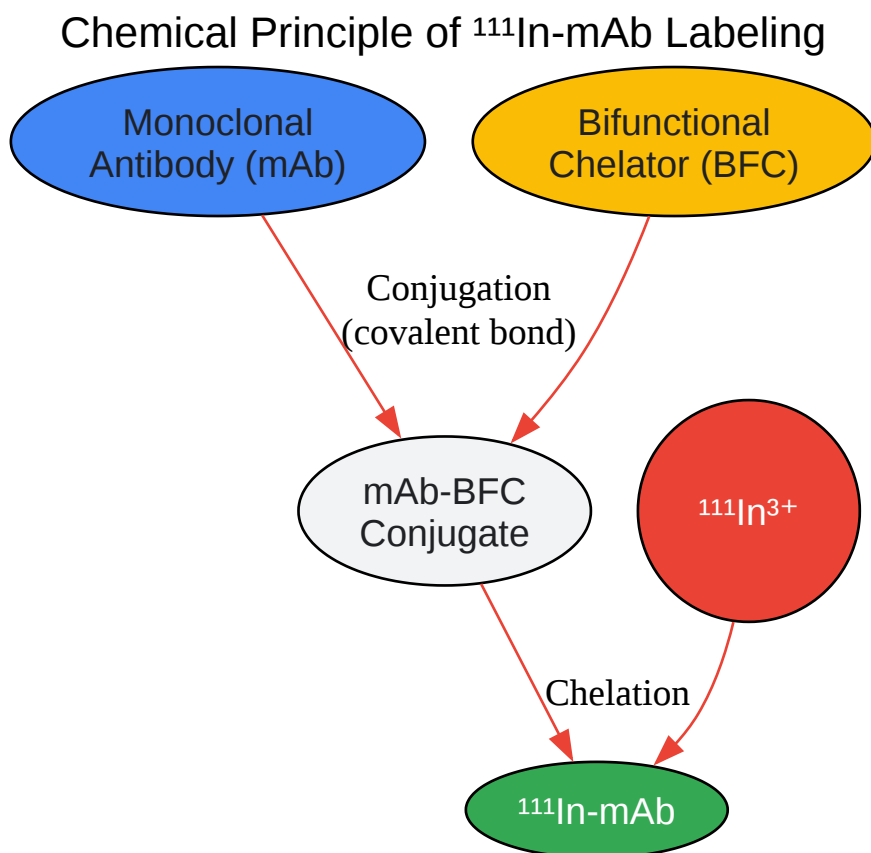 Chemical Principle of ¹¹¹In-mAb Labeling
Monoclonal
Antibody (mAb)
Bifunctional
Chelator (BFC)
Conjugation
(covalent bond)
mAb-BFC
Conjugate
¹¹¹In³⁺
Chelation
¹¹¹In-mAb